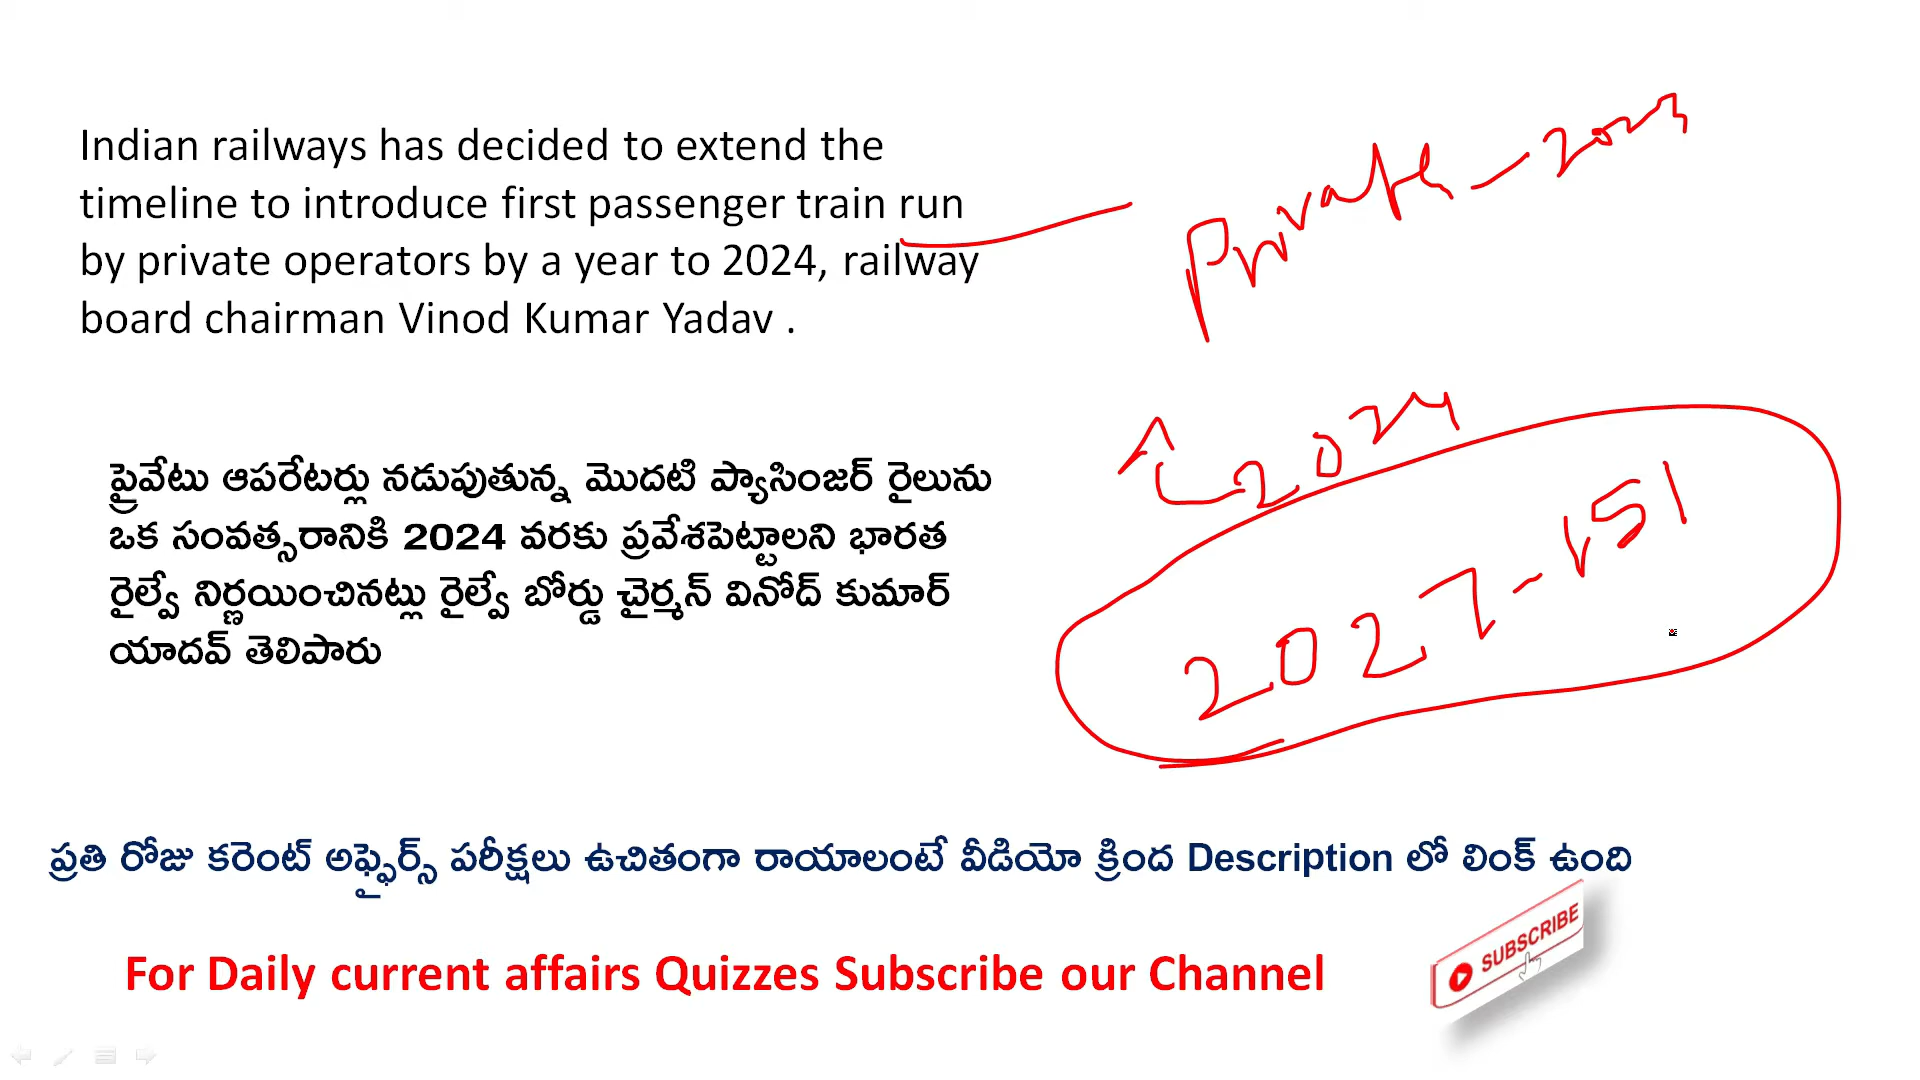 Indian railways has decided to extend the
timeline to introduce first passenger train run
by private operators by a year to 2024, railway
board chairman Vinod Kumar Yadav .
Private - 2023
ప్రైవేటు ఆపరేటర్లు నడుపుతున్న మొదటి ప్యాసింజర్ రైలును
ఒక సంవత్సరానికి 2024 వరకు ప్రవేశపెట్టాలని భారత
రైల్వే నిర్ణయించినట్లు రైల్వే బోర్డు చైర్మన్ వినోద్ కుమార్
యాదవ్ తెలిపారు
2024
2027 - 151
ప్రతి రోజు కరెంట్ అఫ్ఫైర్స్ పరీక్షలు ఉచితంగా రాయాలంటే వీడియో క్రింద Description లో లింక్ ఉంది
For Daily current affairs Quizzes Subscribe our Channel
SUBSCRIBE